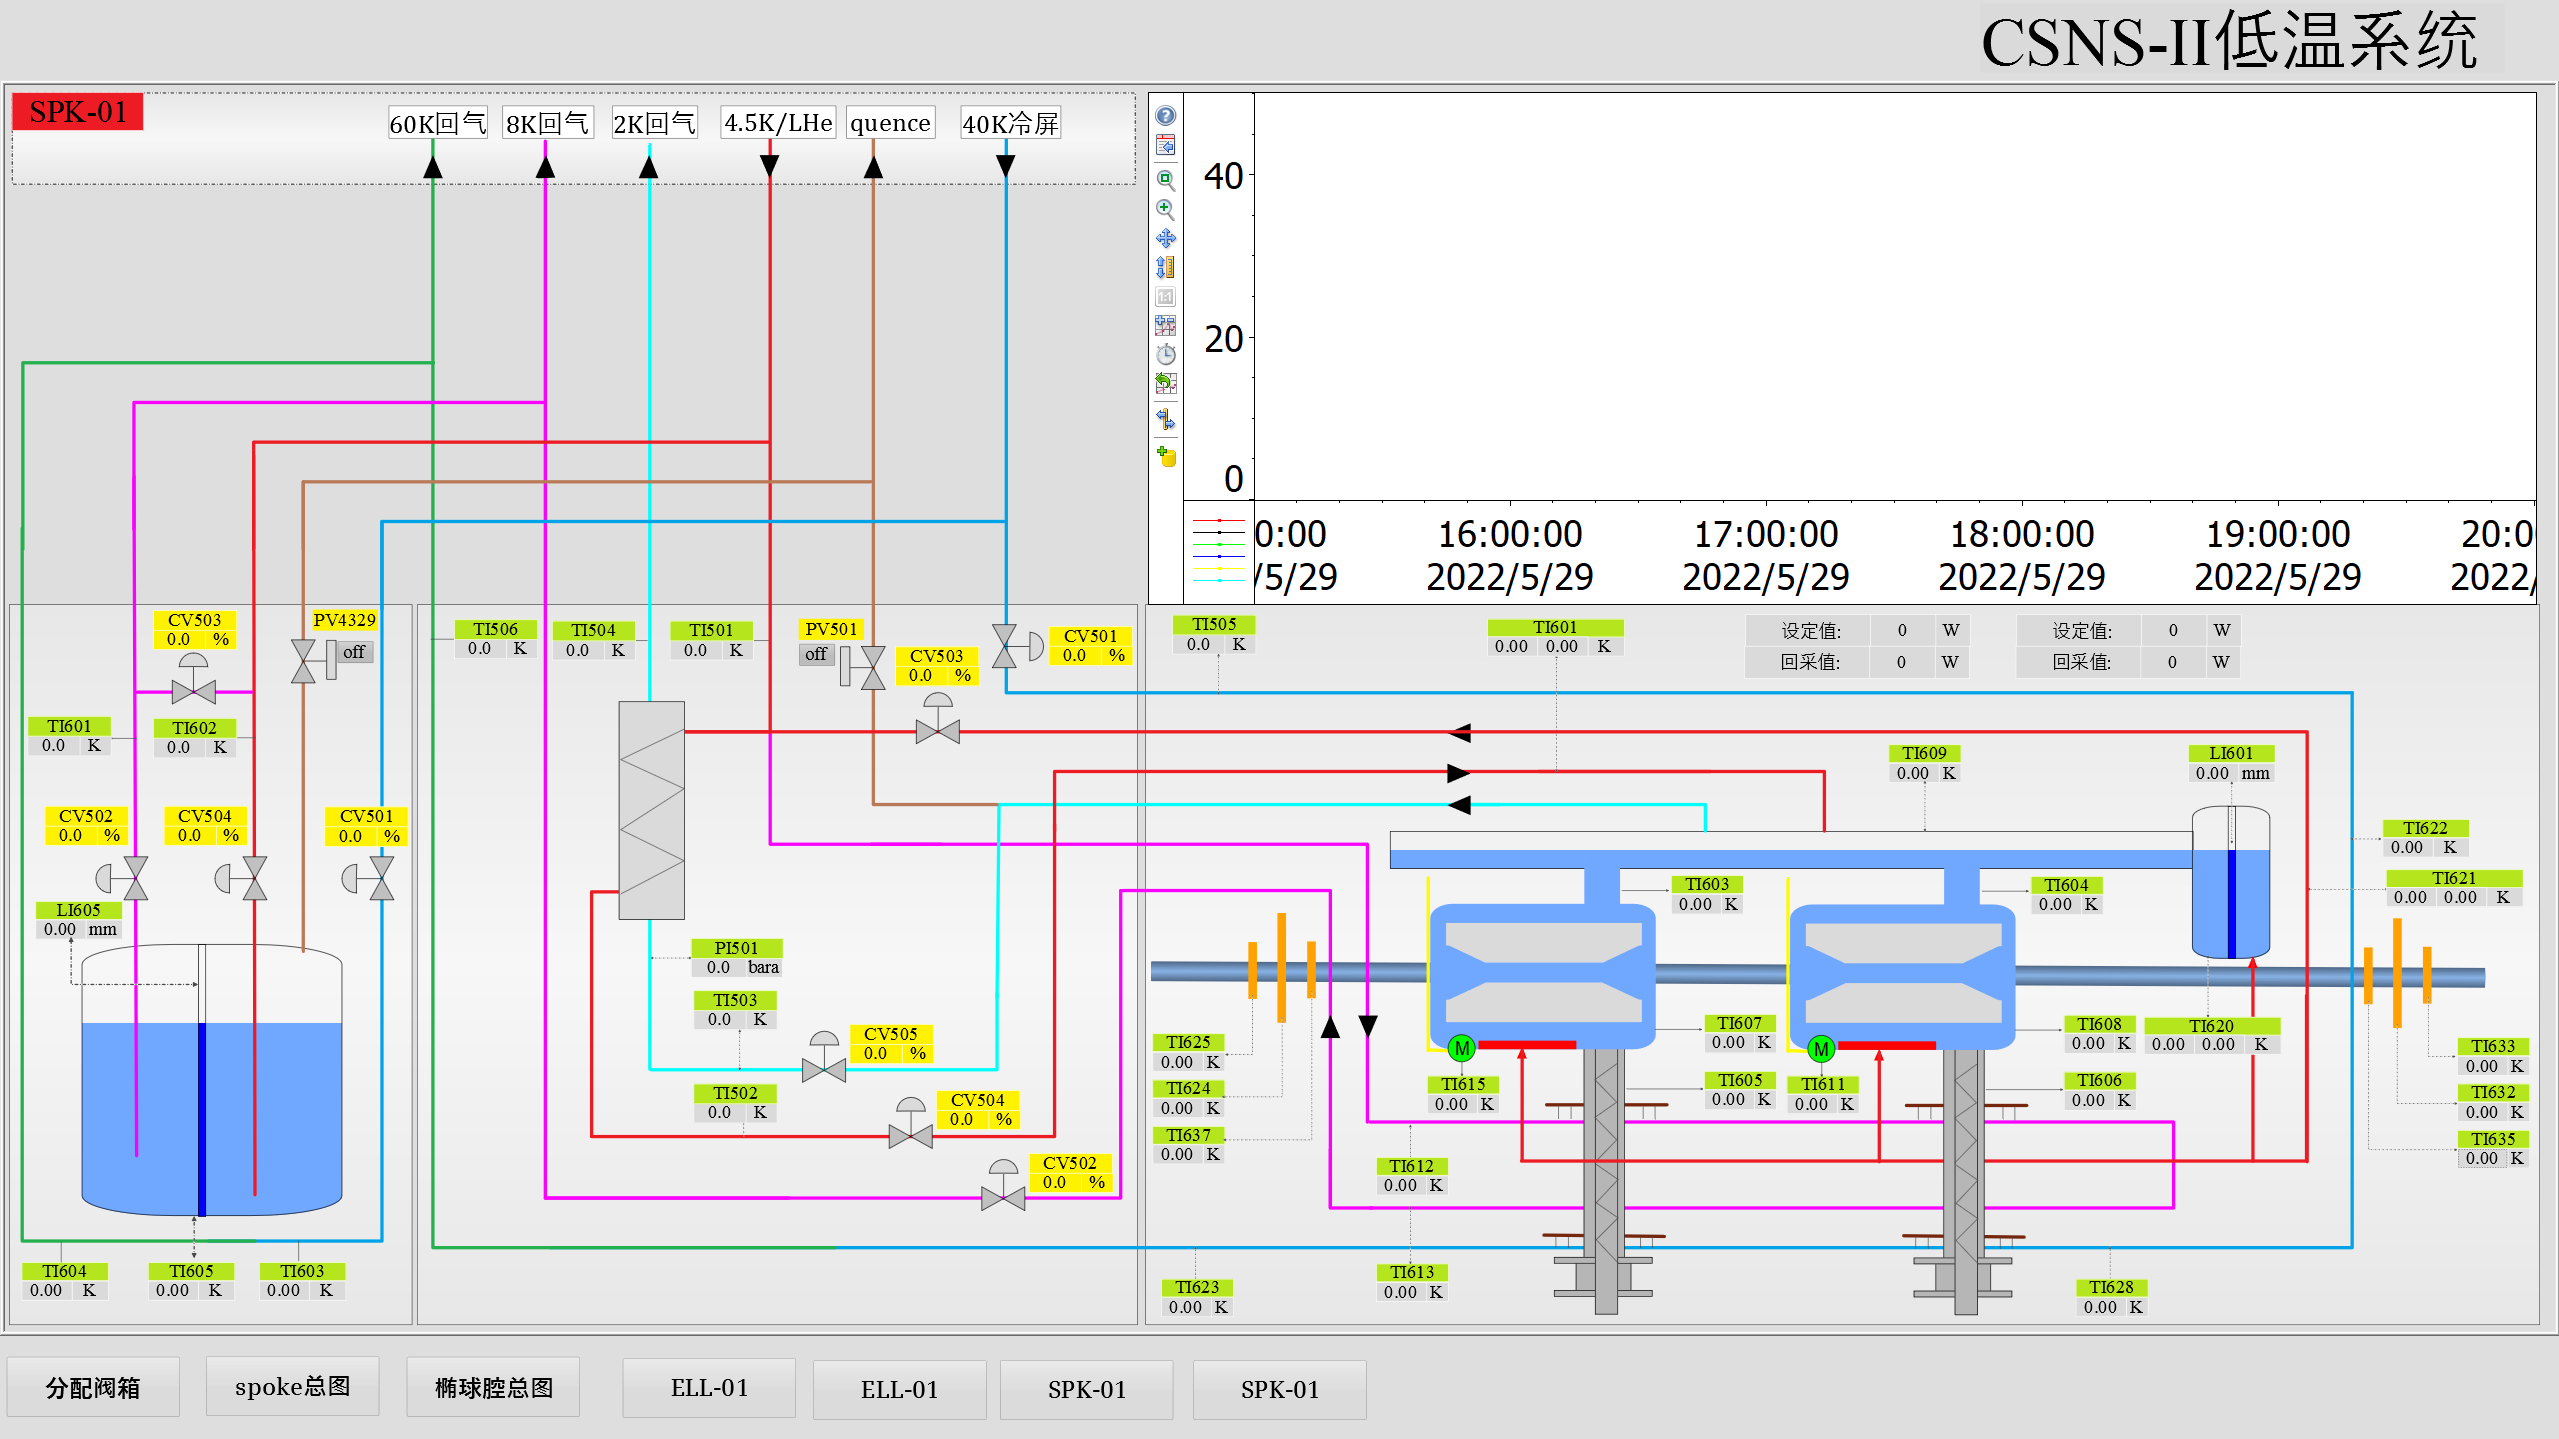 CSNS-II低温系统
SPK-01
60K回气
8K回气
2K回气
4.5K/LHe
quence
40K冷屏
40
20
0
0:00
16:00:00
17:00:00
18:00:00
19:00:00
20:0
/5/29
2022/5/29
2022/5/29
2022/5/29
2022/5/29
2022/
CV503
0.0 %
PV4329
off
TI601
0.0 K
TI602
0.0 K
CV502
0.0 %
CV504
0.0 %
CV501
0.0 %
LI605
0.00 mm
TI604
0.00 K
TI605
0.00 K
TI603
0.00 K
TI506
0.0 K
TI504
0.0 K
TI501
0.0 K
PV501
off
CV503
0.0 %
CV501
0.0 %
PI501
0.0 bara
TI503
0.0 K
CV505
0.0 %
TI502
0.0 K
CV504
0.0 %
CV502
0.0 %
TI505
0.0 K
TI601
0.00 0.00 K
设定值: 0 W
回采值: 0 W
设定值: 0 W
回采值: 0 W
TI609
0.00 K
LI601
0.00 mm
TI622
0.00 K
TI621
0.00 0.00 K
TI603
0.00 K
TI604
0.00 K
TI625
0.00 K
TI624
0.00 K
TI637
0.00 K
M
TI615
0.00 K
TI607
0.00 K
TI605
0.00 K
M
TI611
0.00 K
TI608
0.00 K
TI606
0.00 K
TI620
0.00 0.00 K
TI633
0.00 K
TI632
0.00 K
TI635
0.00 K
TI612
0.00 K
TI613
0.00 K
TI623
0.00 K
TI628
0.00 K
分配阀箱
spoke总图
椭球腔总图
ELL-01
ELL-01
SPK-01
SPK-01